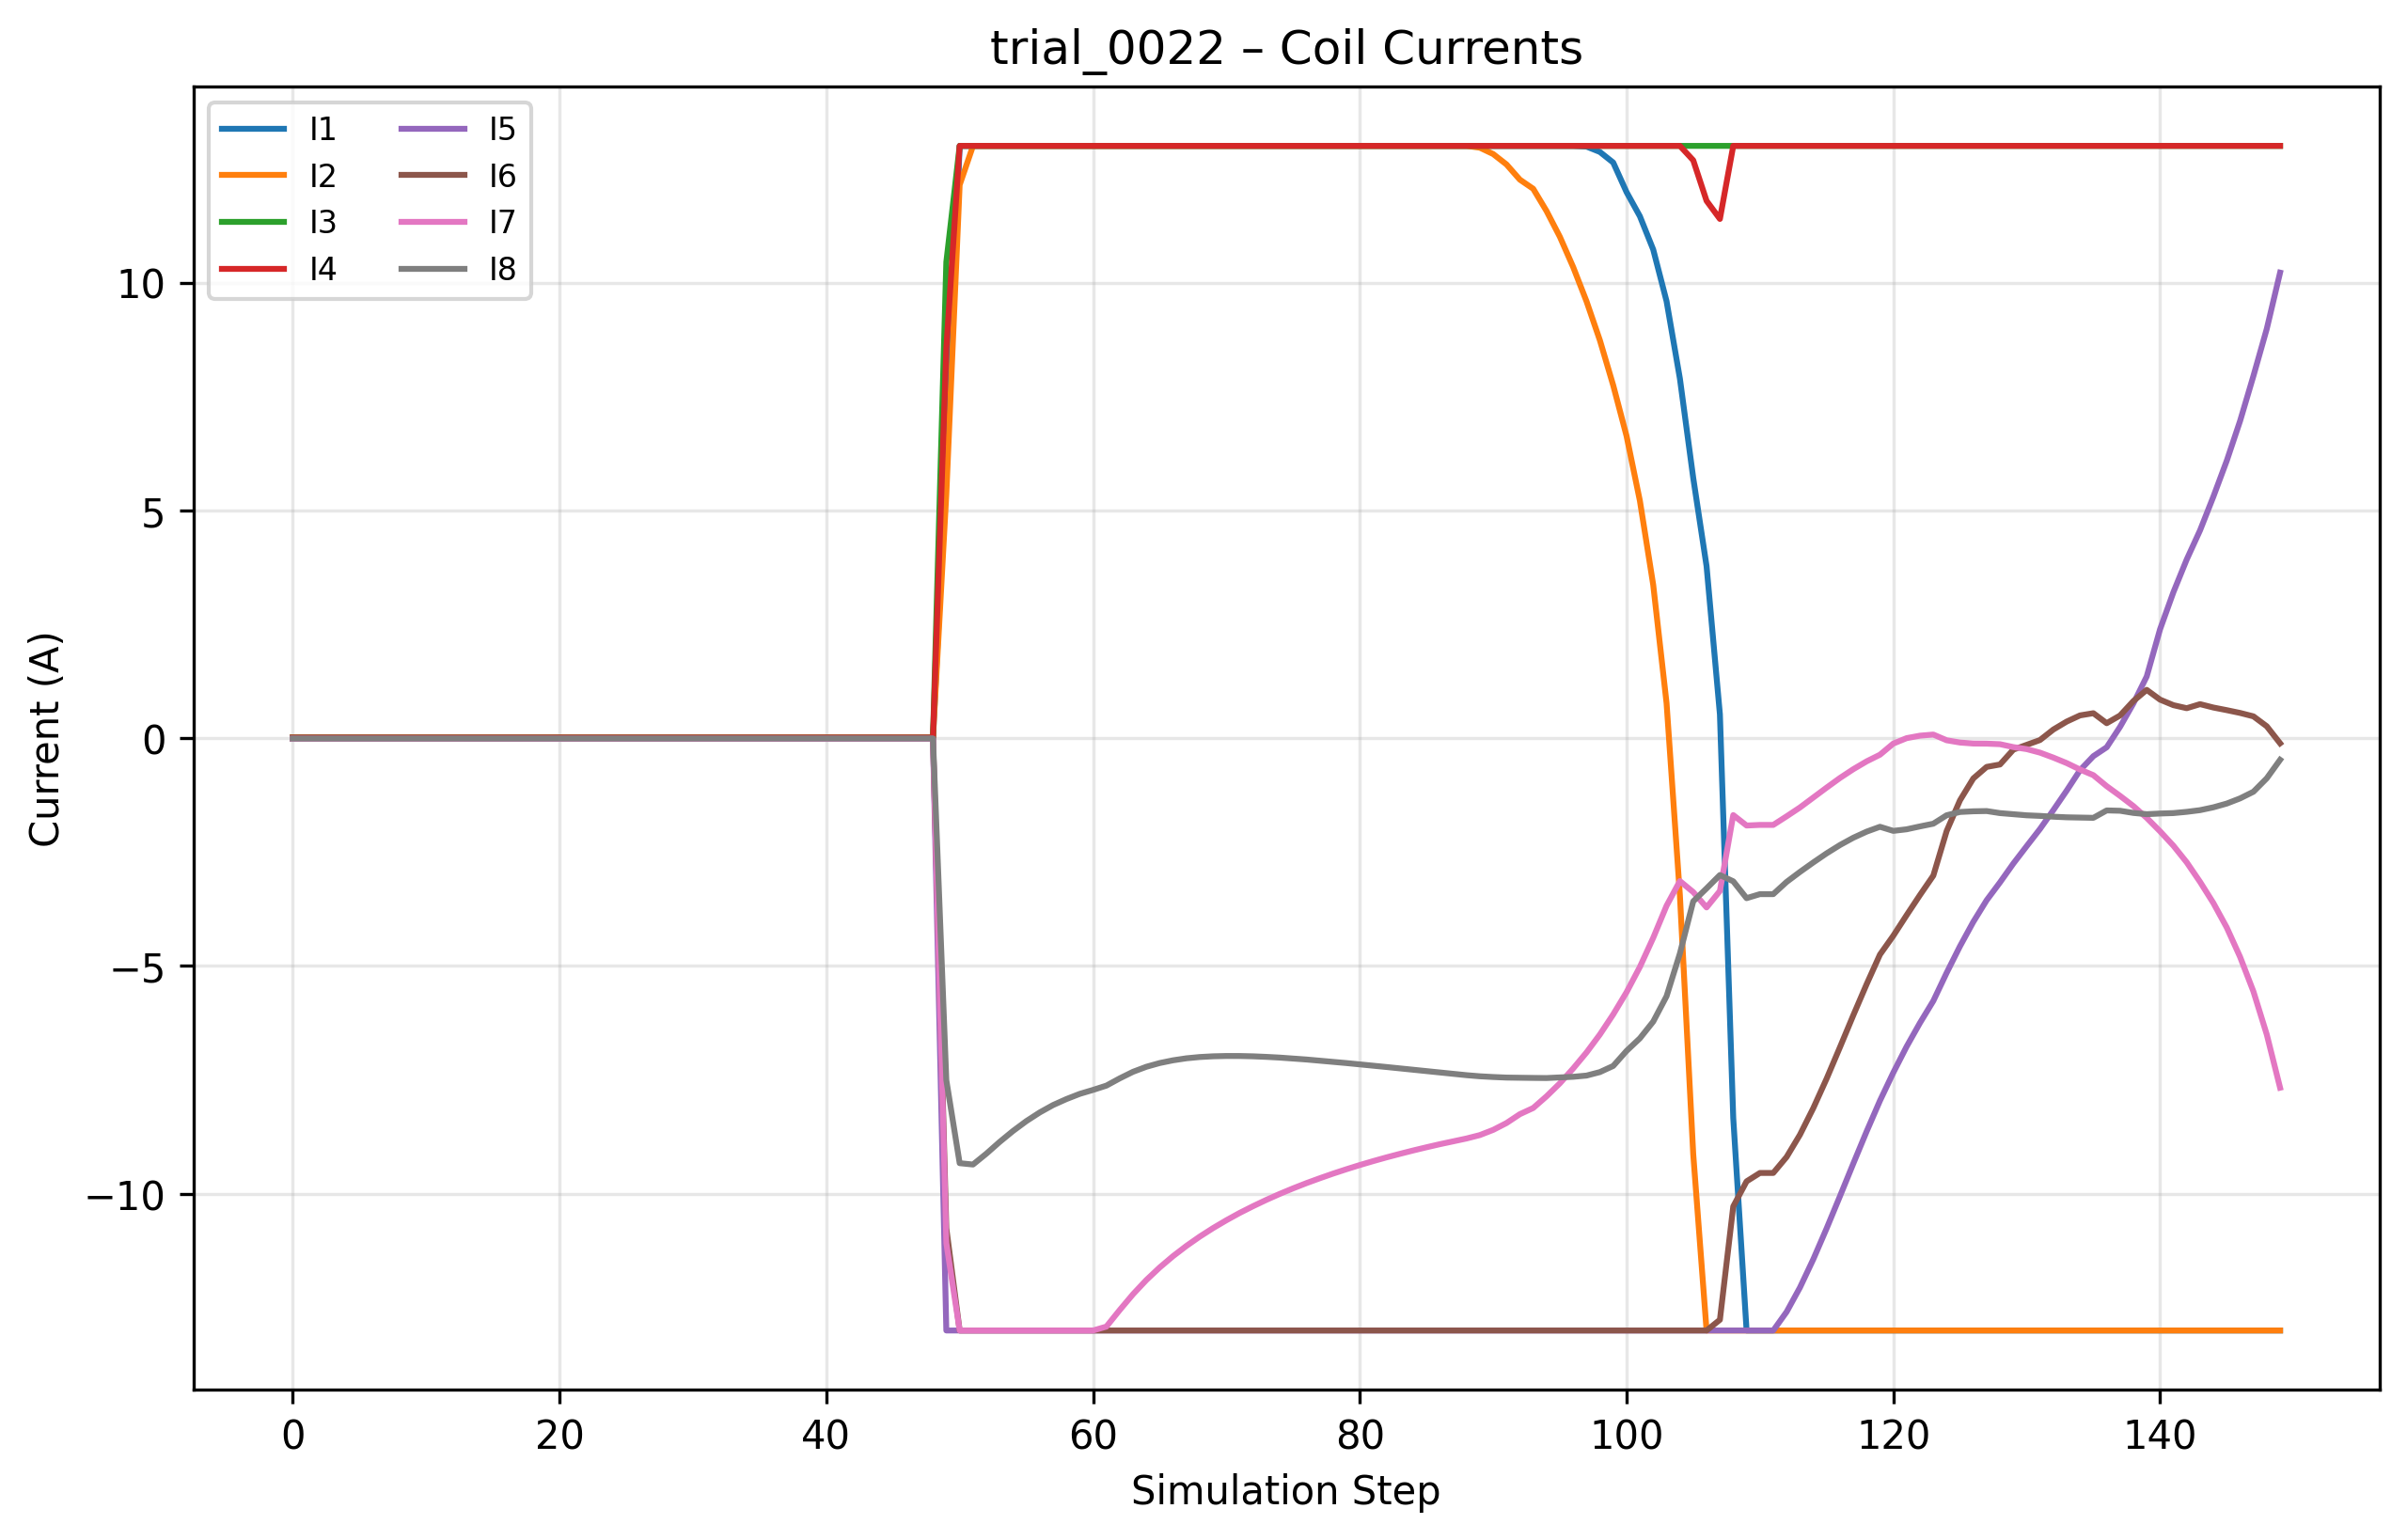 trial_0022 – Coil Currents
I1
I2
I3
I4
I5
I6
I7
I8
10
5
0
−5
−10
Current (A)
0
20
40
60
80
100
120
140
Simulation Step